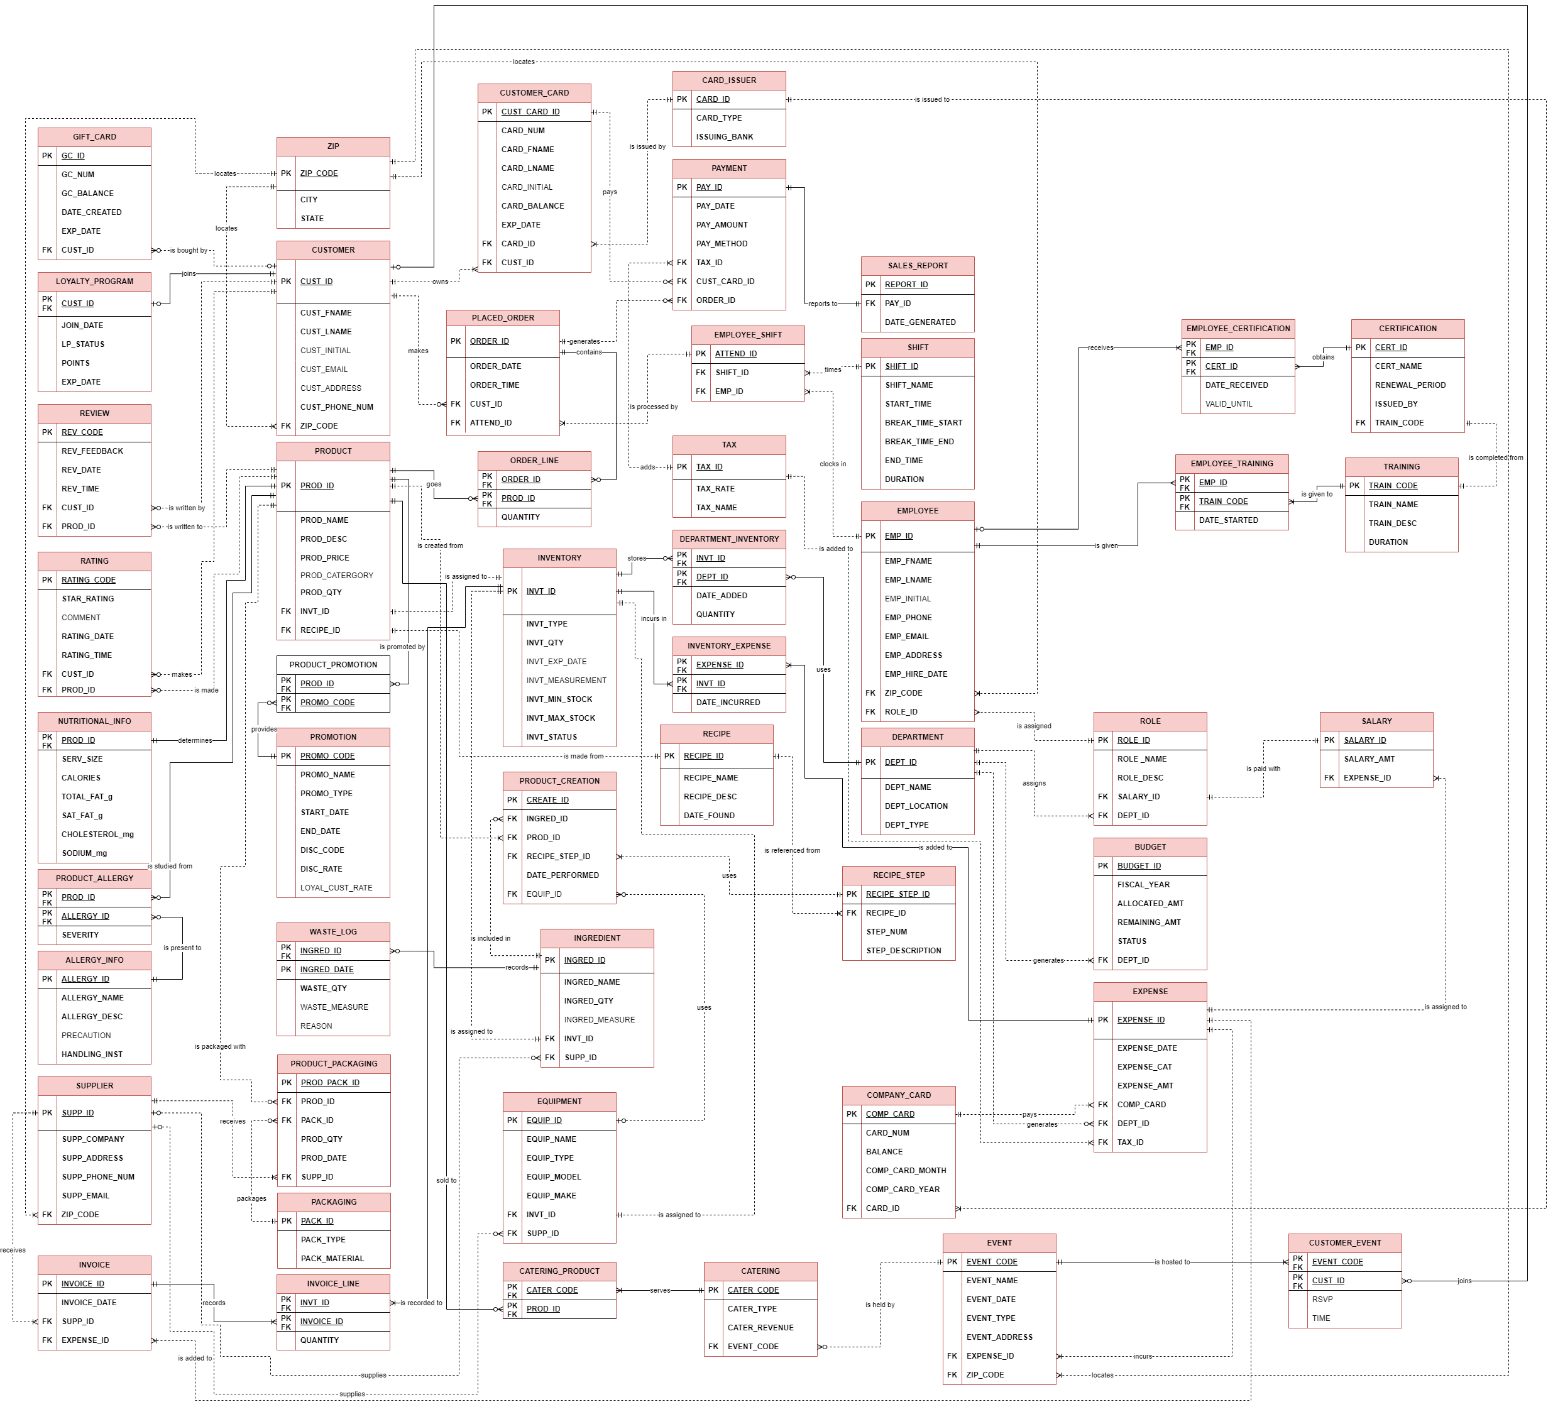 GIFT_CARD
PK GC_ID
GC_NUM
GC_BALANCE
DATE_CREATED
EXP_DATE
FK CUST_ID
LOYALTY_PROGRAM
PK
FK CUST_ID
JOIN_DATE
LP_STATUS
POINTS
EXP_DATE
REVIEW
PK REV_CODE
REV_FEEDBACK
REV_DATE
REV_TIME
FK CUST_ID
FK PROD_ID
RATING
PK RATING_CODE
STAR_RATING
COMMENT
RATING_DATE
RATING_TIME
FK CUST_ID
FK PROD_ID
NUTRITIONAL_INFO
PK
FK PROD_ID
SERV_SIZE
CALORIES
TOTAL_FAT_g
SAT_FAT_g
CHOLESTEROL_mg
SODIUM_mg
PRODUCT_ALLERGY
PK
FK PROD_ID
PK
FK ALLERGY_ID
SEVERITY
ALLERGY_INFO
PK ALLERGY_ID
ALLERGY_NAME
ALLERGY_DESC
PRECAUTION
HANDLING_INST
SUPPLIER
PK SUPP_ID
SUPP_COMPANY
SUPP_ADDRESS
SUPP_PHONE_NUM
SUPP_EMAIL
FK ZIP_CODE
INVOICE
PK INVOICE_ID
INVOICE_DATE
FK SUPP_ID
FK EXPENSE_ID
locates
locates
is bought by
joins
is written by
is written to
makes
is made
determines
is studied from
is present to
is packaged with
receives
packages
receives
records
is added to
supplies
supplies
ZIP
PK ZIP_CODE
CITY
STATE
CUSTOMER
PK CUST_ID
CUST_FNAME
CUST_LNAME
CUST_INITIAL
CUST_EMAIL
CUST_ADDRESS
CUST_PHONE_NUM
FK ZIP_CODE
PRODUCT
PK PROD_ID
PROD_NAME
PROD_DESC
PROD_PRICE
PROD_CATERGORY
PROD_QTY
FK INVT_ID
FK RECIPE_ID
is promoted by
PRODUCT_PROMOTION
PK
FK PROD_ID
PK
FK PROMO_CODE
provides
PROMOTION
PK PROMO_CODE
PROMO_NAME
PROMO_TYPE
START_DATE
END_DATE
DISC_CODE
DISC_RATE
LOYAL_CUST_RATE
WASTE_LOG
PK
FK INGRED_ID
PK INGRED_DATE
WASTE_QTY
WASTE_MEASURE
REASON
PRODUCT_PACKAGING
PK PROD_PACK_ID
FK PROD_ID
FK PACK_ID
PROD_QTY
PROD_DATE
FK SUPP_ID
PACKAGING
PK PACK_ID
PACK_TYPE
PACK_MATERIAL
INVOICE_LINE
PK
FK INVT_ID
PK
FK INVOICE_ID
QUANTITY
locates
CUSTOMER_CARD
PK CUST_CARD_ID
CARD_NUM
CARD_FNAME
CARD_LNAME
CARD_INITIAL
CARD_BALANCE
EXP_DATE
FK CARD_ID
FK CUST_ID
owns
makes
pays
is issued by
PLACED_ORDER
PK ORDER_ID
ORDER_DATE
ORDER_TIME
FK CUST_ID
FK ATTEND_ID
generates
contains
is processed by
ORDER_LINE
PK
FK ORDER_ID
PK
FK PROD_ID
QUANTITY
goes
is created from
is assigned to
INVENTORY
PK INVT_ID
INVT_TYPE
INVT_QTY
INVT_EXP_DATE
INVT_MEASUREMENT
INVT_MIN_STOCK
INVT_MAX_STOCK
INVT_STATUS
stores
incurs in
is made from
PRODUCT_CREATION
PK CREATE_ID
FK INGRED_ID
FK PROD_ID
FK RECIPE_STEP_ID
DATE_PERFORMED
FK EQUIP_ID
is included in
records
INGREDIENT
PK INGRED_ID
INGRED_NAME
INGRED_QTY
INGRED_MEASURE
FK INVT_ID
FK SUPP_ID
is assigned to
uses
uses
EQUIPMENT
PK EQUIP_ID
EQUIP_NAME
EQUIP_TYPE
EQUIP_MODEL
EQUIP_MAKE
FK INVT_ID
FK SUPP_ID
sold to
is assigned to
CATERING_PRODUCT
PK
FK CATER_CODE
PK
FK PROD_ID
is recorded to
serves
CATERING
PK CATER_CODE
CATER_TYPE
CATER_REVENUE
FK EVENT_CODE
is held by
CARD_ISSUER
PK CARD_ID
CARD_TYPE
ISSUING_BANK
is issued to
PAYMENT
PK PAY_ID
PAY_DATE
PAY_AMOUNT
PAY_METHOD
FK TAX_ID
FK CUST_CARD_ID
FK ORDER_ID
reports to
EMPLOYEE_SHIFT
PK ATTEND_ID
FK SHIFT_ID
FK EMP_ID
times
clocks in
adds
TAX
PK TAX_ID
TAX_RATE
TAX_NAME
is added to
DEPARTMENT_INVENTORY
PK
FK INVT_ID
PK
FK DEPT_ID
DATE_ADDED
QUANTITY
uses
INVENTORY_EXPENSE
PK
FK EXPENSE_ID
PK
FK INVT_ID
DATE_INCURRED
RECIPE
PK RECIPE_ID
RECIPE_NAME
RECIPE_DESC
DATE_FOUND
is referenced from
SALES_REPORT
PK REPORT_ID
FK PAY_ID
DATE_GENERATED
SHIFT
PK SHIFT_ID
SHIFT_NAME
START_TIME
BREAK_TIME_START
BREAK_TIME_END
END_TIME
DURATION
EMPLOYEE
PK EMP_ID
EMP_FNAME
EMP_LNAME
EMP_INITIAL
EMP_PHONE
EMP_EMAIL
EMP_ADDRESS
EMP_HIRE_DATE
FK ZIP_CODE
FK ROLE_ID
DEPARTMENT
PK DEPT_ID
DEPT_NAME
DEPT_LOCATION
DEPT_TYPE
is added to
RECIPE_STEP
PK RECIPE_STEP_ID
FK RECIPE_ID
STEP_NUM
STEP_DESCRIPTION
COMPANY_CARD
PK COMP_CARD
CARD_NUM
BALANCE
COMP_CARD_MONTH
COMP_CARD_YEAR
FK CARD_ID
EVENT
PK EVENT_CODE
EVENT_NAME
EVENT_DATE
EVENT_TYPE
EVENT_ADDRESS
FK EXPENSE_ID
FK ZIP_CODE
receives
is given
is assigned
assigns
generates
pays
generates
is hosted to
incurs
locates
EMPLOYEE_CERTIFICATION
PK
FK EMP_ID
PK
FK CERT_ID
DATE_RECEIVED
VALID_UNTIL
obtains
CERTIFICATION
PK CERT_ID
CERT_NAME
RENEWAL_PERIOD
ISSUED_BY
FK TRAIN_CODE
is completed from
EMPLOYEE_TRAINING
PK
FK EMP_ID
PK
FK TRAIN_CODE
DATE_STARTED
is given to
TRAINING
PK TRAIN_CODE
TRAIN_NAME
TRAIN_DESC
DURATION
ROLE
PK ROLE_ID
ROLE_NAME
ROLE_DESC
FK SALARY_ID
FK DEPT_ID
is paid with
SALARY
PK SALARY_ID
SALARY_AMT
FK EXPENSE_ID
is assigned to
BUDGET
PK BUDGET_ID
FISCAL_YEAR
ALLOCATED_AMT
REMAINING_AMT
STATUS
FK DEPT_ID
EXPENSE
PK EXPENSE_ID
EXPENSE_DATE
EXPENSE_CAT
EXPENSE_AMT
FK COMP_CARD
FK DEPT_ID
FK TAX_ID
CUSTOMER_EVENT
PK
FK EVENT_CODE
PK
FK CUST_ID
RSVP
TIME
joins